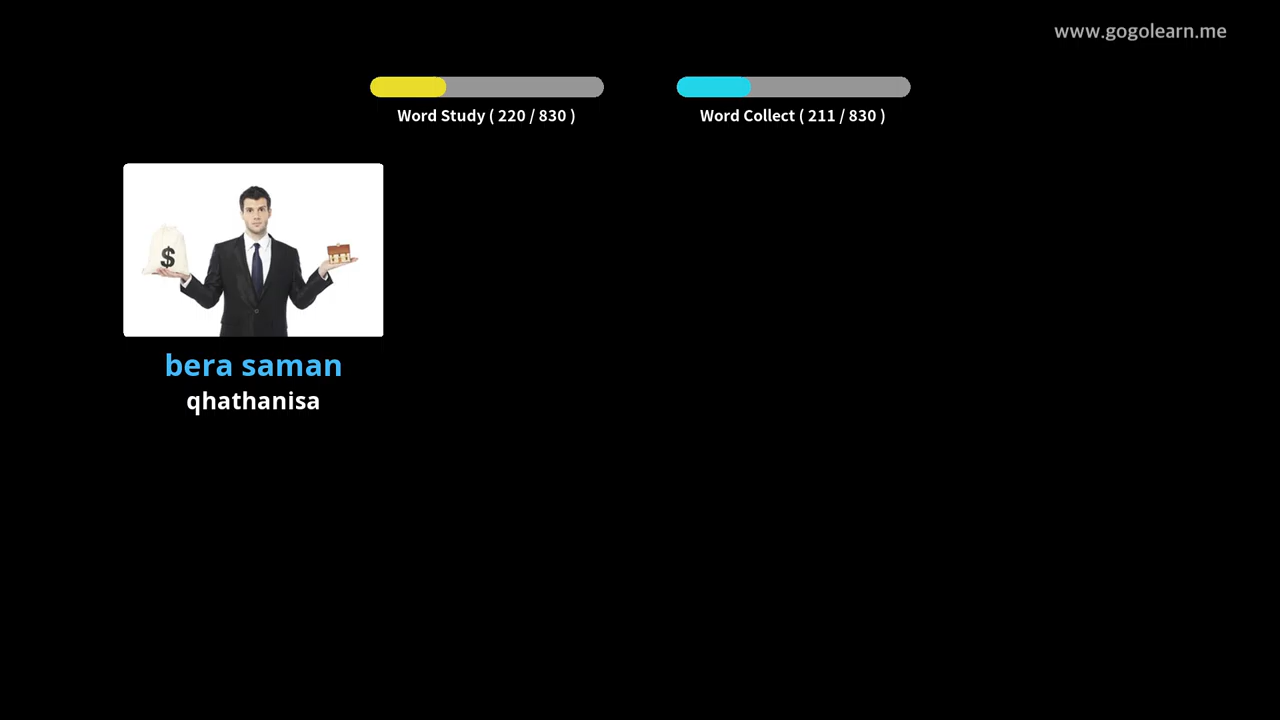 www.gogolearn.me
Word Study ( 220 / 830 )
Word Collect ( 211 / 830 )
$
bera saman
qhathanisa